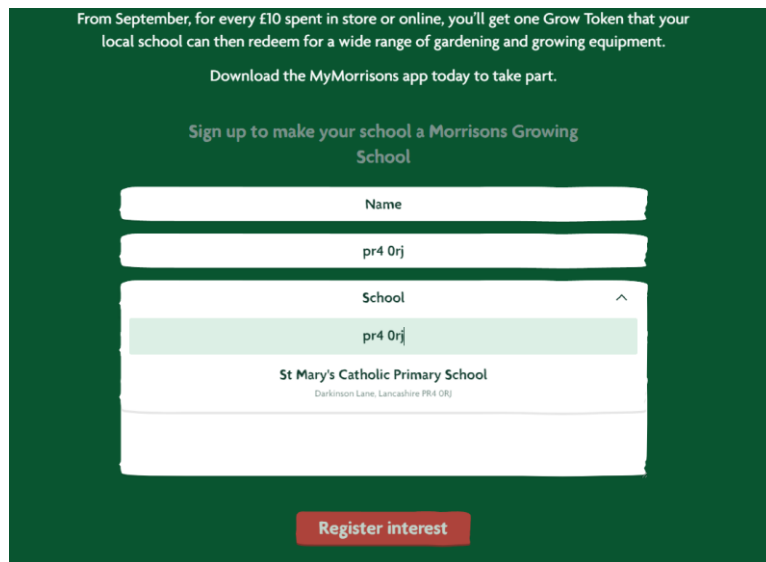 From September, for every £10 spent in store or online, you'll get one Grow Token that your
local school can then redeem for a wide range of gardening and growing equipment.
Download the MyMorrisons app today to take part.
Sign up to make your school a Morrisons Growing
School
Name
pr4 0rj
School
pr4 0rj
St Mary's Catholic Primary School
Darkinson Lane, Lancashire PR4 0RJ
Register interest